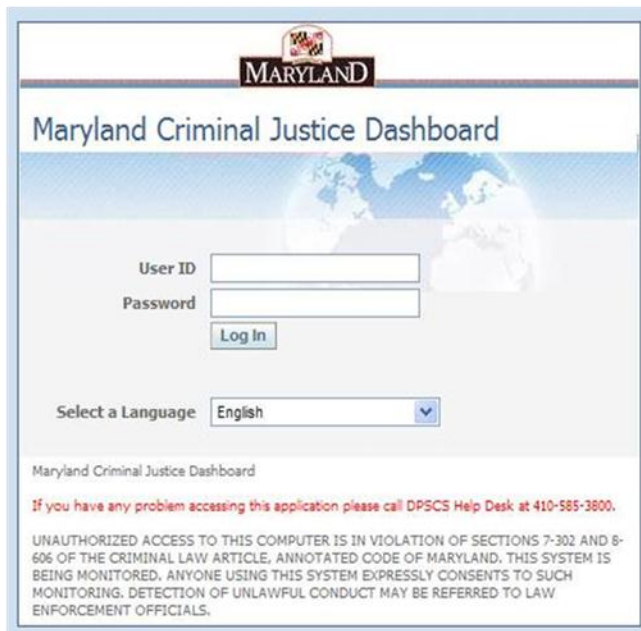 MARYLAND
Maryland Criminal Justice Dashboard
User ID
Password
Log In
Select a Language English
Maryland Criminal Justice Dashboard
If you have any problem accessing this application please call DPSCS Help Desk at 410-585-3800.
UNAUTHORIZED ACCESS TO THIS COMPUTER IS IN VIOLATION OF SECTIONS 7-302 AND 8-
606 OF THE CRIMINAL LAW ARTICLE, ANNOTATED CODE OF MARYLAND. THIS SYSTEM IS
BEING MONITORED. ANYONE USING THIS SYSTEM EXPRESSLY CONSENTS TO SUCH
MONITORING. DETECTION OF UNLAWFUL CONDUCT MAY BE REFERRED TO LAW
ENFORCEMENT OFFICIALS.